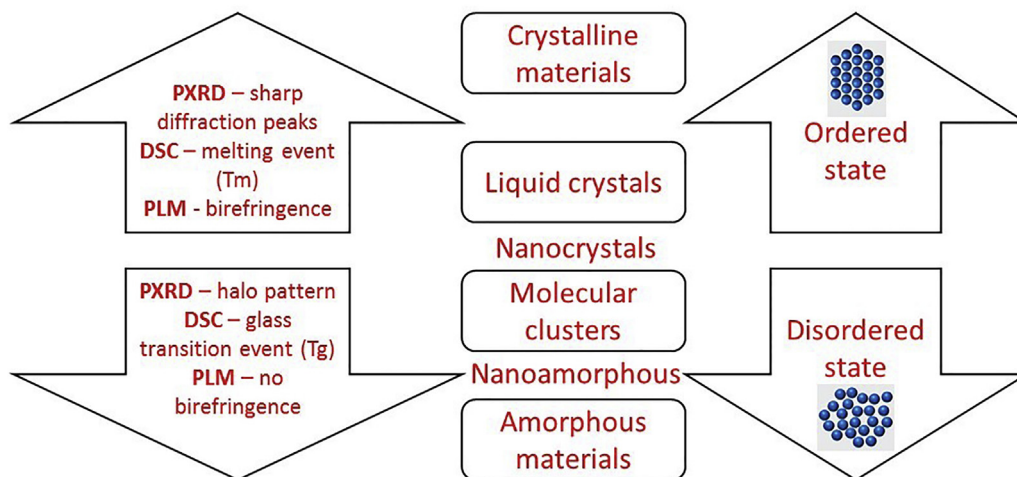 PXRD – sharp
diffraction peaks
DSC – melting event
(Tm)
PLM - birefringence
PXRD – halo pattern
DSC – glass
transition event (Tg)
PLM – no
birefringence
Crystalline
materials
Liquid crystals
Nanocrystals
Molecular
clusters
Nanoamorphous
Amorphous
materials
Ordered
state
Disordered
state